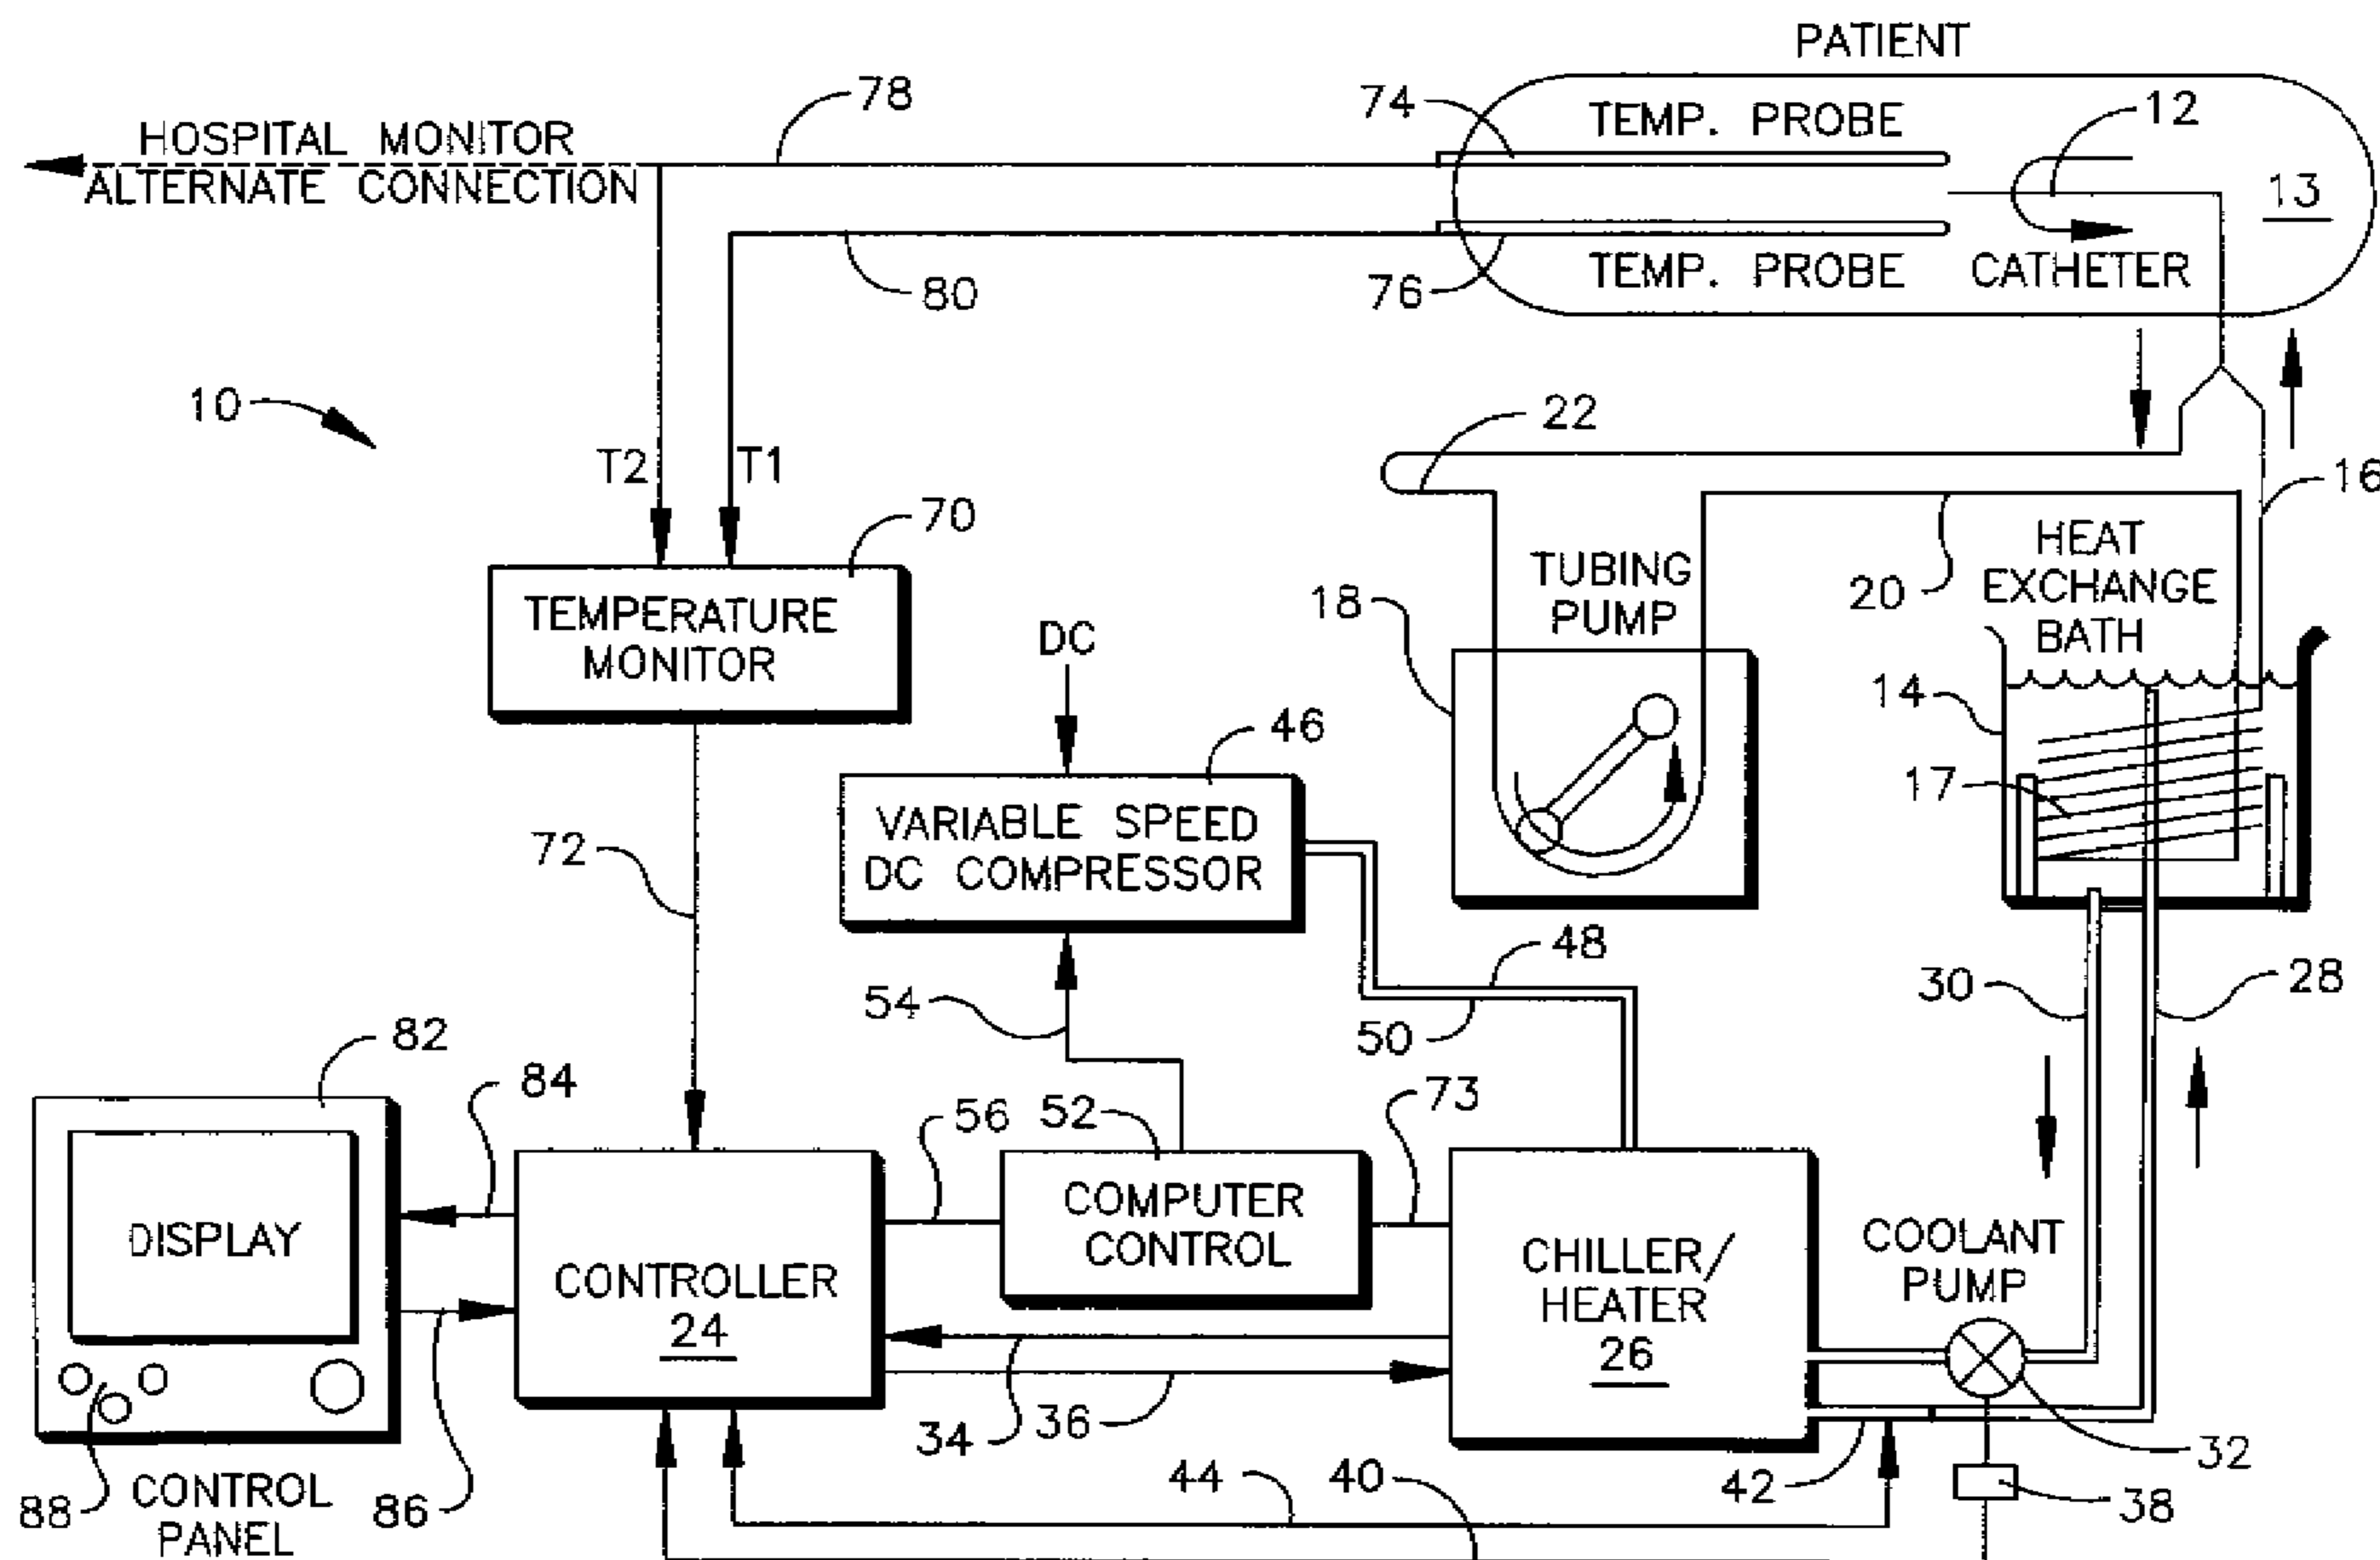 PATIENT
78
74
TEMP. PROBE
12
HOSPITAL MONITOR
ALTERNATE CONNECTION
13
80
76
TEMP. PROBE
CATHETER
10
22
T2
T1
16
70
HEAT
EXCHANGE
BATH
TUBING
PUMP
18
20
TEMPERATURE
MONITOR
DC
14
46
17
VARIABLE SPEED
DC COMPRESSOR
72
48
30
28
54
50
82
84
56
52
73
COMPUTER
CONTROL
DISPLAY
COOLANT
PUMP
CONTROLLER
24
CHILLER/
HEATER
26
34
36
32
88
CONTROL
PANEL
86
44
40
42
38